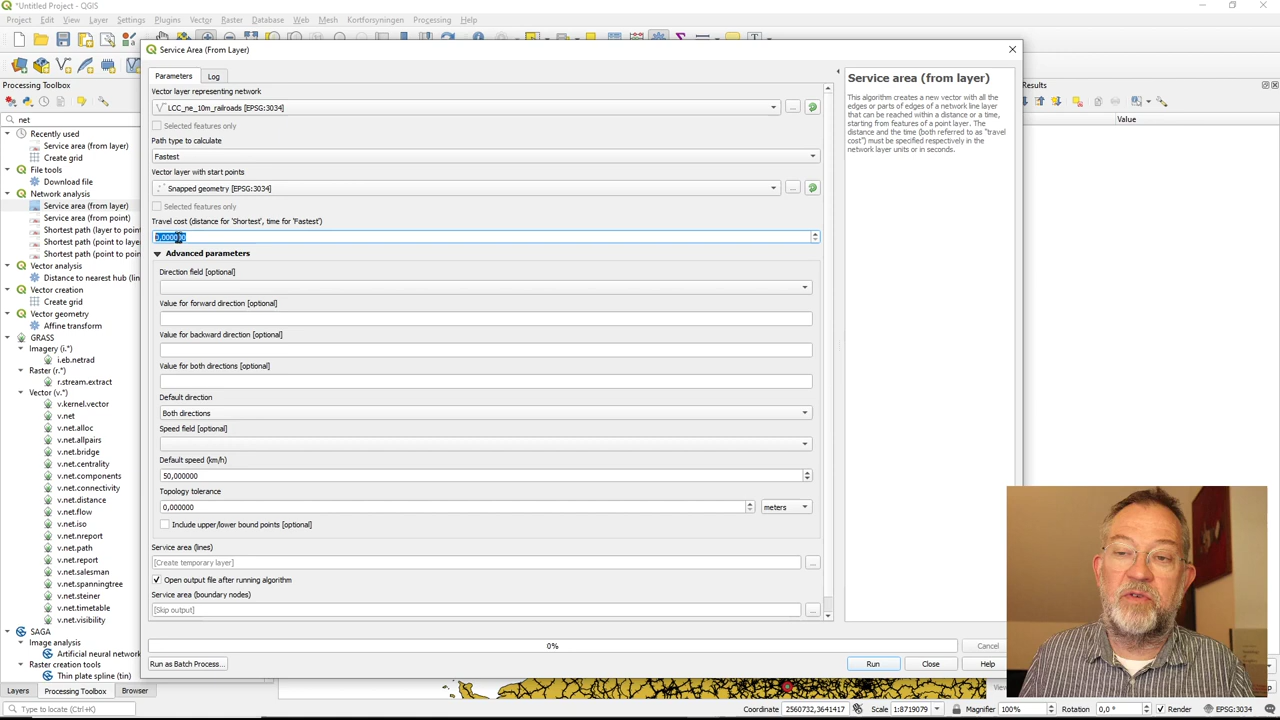 *Untitled Project - QGIS
Project Edit View Layer Settings Plugins Vector Raster Database Web Mesh Kortforsyningen Processing Help
Service Area (From Layer)
Processing Toolbox
net
Recently used
Service area (from layer)
Create grid
File tools
Download file
Network analysis
Service area (from layer)
Service area (from point)
Shortest path (layer to point
Shortest path (point to laye
Shortest path (point to poin
Vector analysis
Distance to nearest hub (line
Vector creation
Create grid
Vector geometry
Affine transform
GRASS
Imagery (i.*)
i.eb.netrad
Raster (r.*)
r.stream.extract
Vector (v.*)
v.kernel.vector
v.net
v.net.alloc
v.net.allpairs
v.net.bridge
v.net.centrality
v.net.components
v.net.connectivity
v.net.distance
v.net.flow
v.net.iso
v.net.nreport
v.net.path
v.net.report
v.net.salesman
v.net.spanningtree
v.net.steiner
v.net.timetable
v.net.visibility
SAGA
Image analysis
Artificial neural network
Raster creation tools
Thin plate spline (tin)
Layers Processing Toolbox Browser
Type to locate (Ctrl+K)
Parameters Log
Vector layer representing network
LCC_ne_10m_railroads [EPSG:3034]
...
Selected features only
Path type to calculate
Fastest
Vector layer with start points
Snapped geometry [EPSG:3034]
...
Selected features only
Travel cost (distance for 'Shortest', time for 'Fastest')
0,000000
Advanced parameters
Direction field [optional]
Value for forward direction [optional]
Value for backward direction [optional]
Value for both directions [optional]
Default direction
Both directions
Speed field [optional]
Default speed (km/h)
50,000000
Topology tolerance
0,000000
meters
Include upper/lower bound points [optional]
Service area (lines)
[Create temporary layer]
...
Open output file after running algorithm
Service area (boundary nodes)
[Skip output]
...
0%
Cancel
Run as Batch Process...
Run
Close
Help
Service area (from layer)
This algorithm creates a new vector with all the
edges or parts of edges of a network line layer
that can be reached within a distance or a time,
starting from features of a point layer. The
distance and the time (both referred to as "travel
cost") must be specified respectively in the
network layer units or in seconds.
Results
Value
Coordinate 2560732,3641417 Scale 1:8719079 Magnifier 100% Rotation 0,0 ° Render EPSG:3034